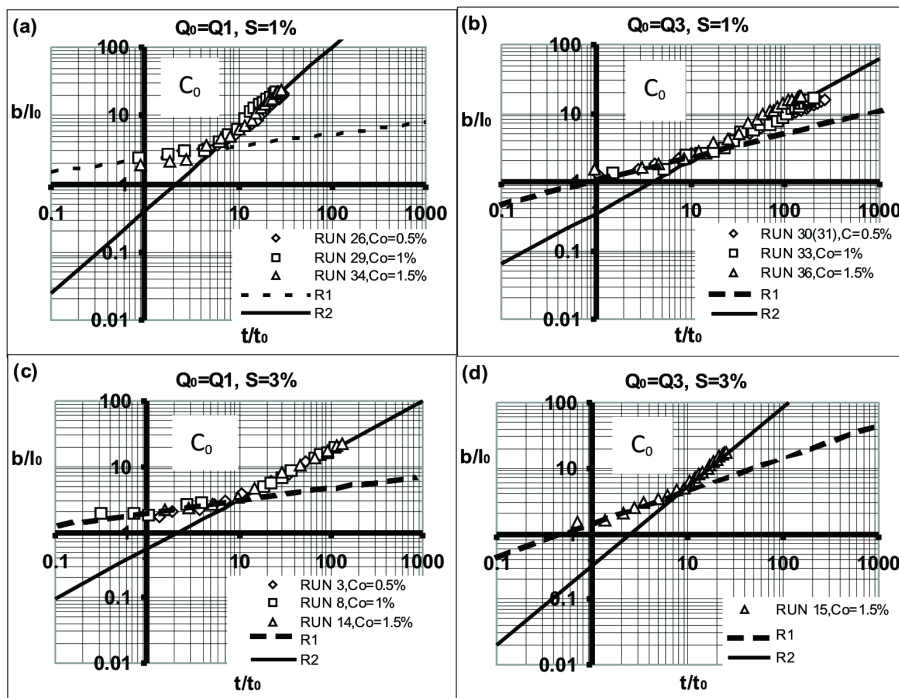 (a)
Q₀=Q1, S=1%
100
C₀
b/l₀
10
1
0.1
10
1000
0.1
RUN 26,Co=0.5%
RUN 29,Co=1%
RUN 34,Co=1.5%
R1
R2
0.01
t/t₀
(b)
Q₀=Q3, S=1%
100
C₀
b/l₀
10
1
0.1
1
10
100
1000
0.1
RUN 30(31),C=0.5%
RUN 33,Co=1%
RUN 36,Co=1.5%
R1
R2
0.01
t/t₀
(c)
Q₀=Q1, S=3%
100
C₀
b/l₀
10
1
0.1
10
1000
0.1
RUN 3,Co=0.5%
RUN 8,Co=1%
RUN 14,Co=1.5%
R1
R2
0.01
t/t₀
(d)
Q₀=Q3, S=3%
100
C₀
b/l₀
10
1
0.1
10
1000
0.1
RUN 15,Co=1.5%
R1
R2
0.01
t/t₀